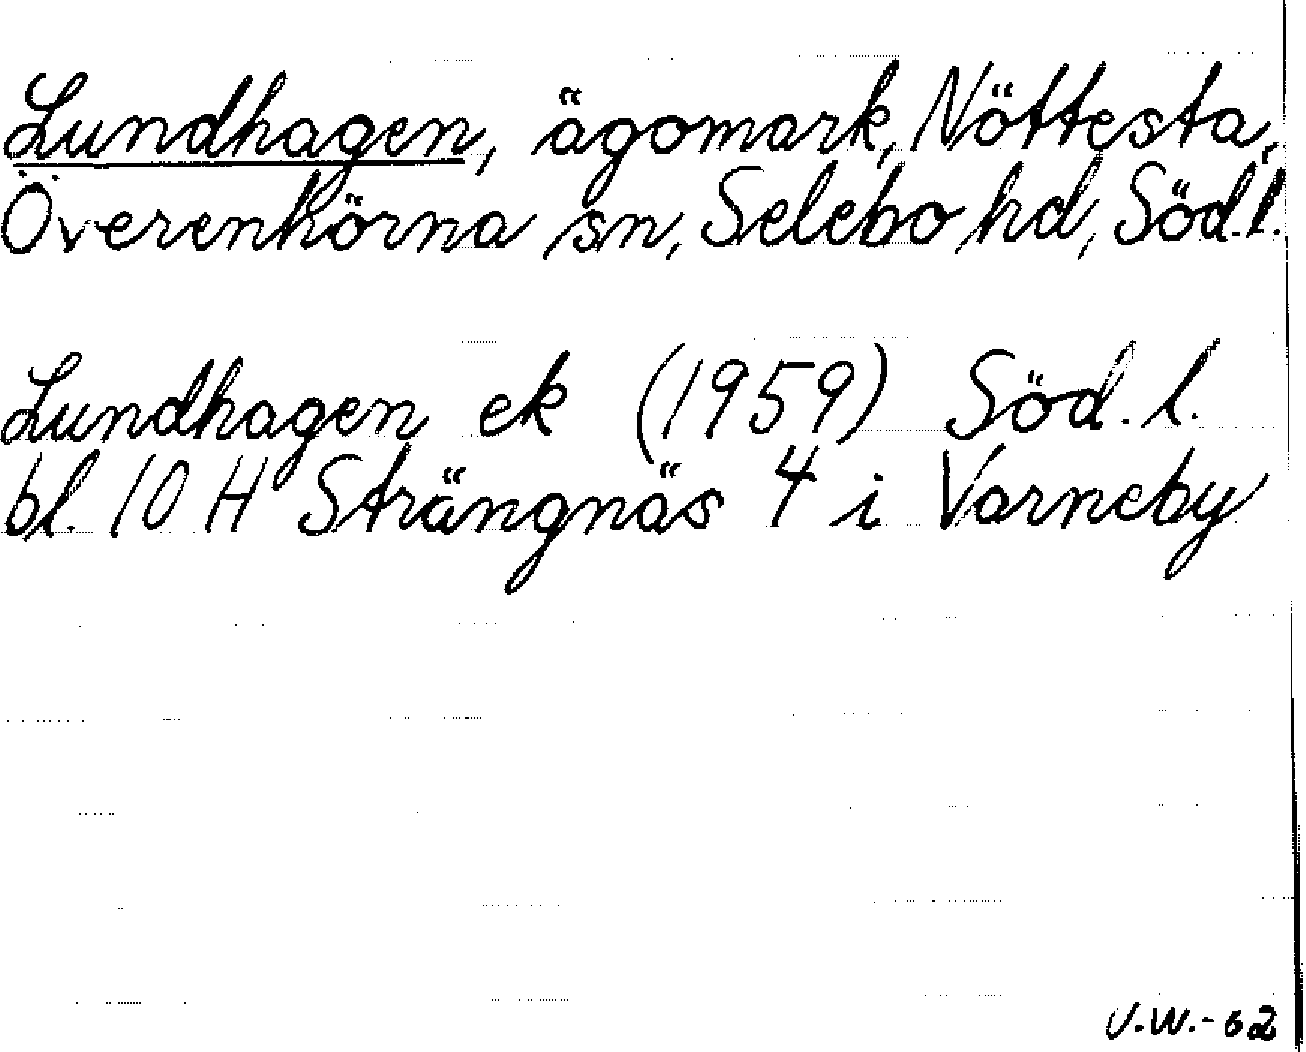 Lundhagen, ägomark, Nöttesta,
Överenhörna sn, Selebo hd, Söd.l.
Lundhagen ek (1959) Söd.l.
bl. 10 H Strängnäs 4 i Varneby
U.W.-62